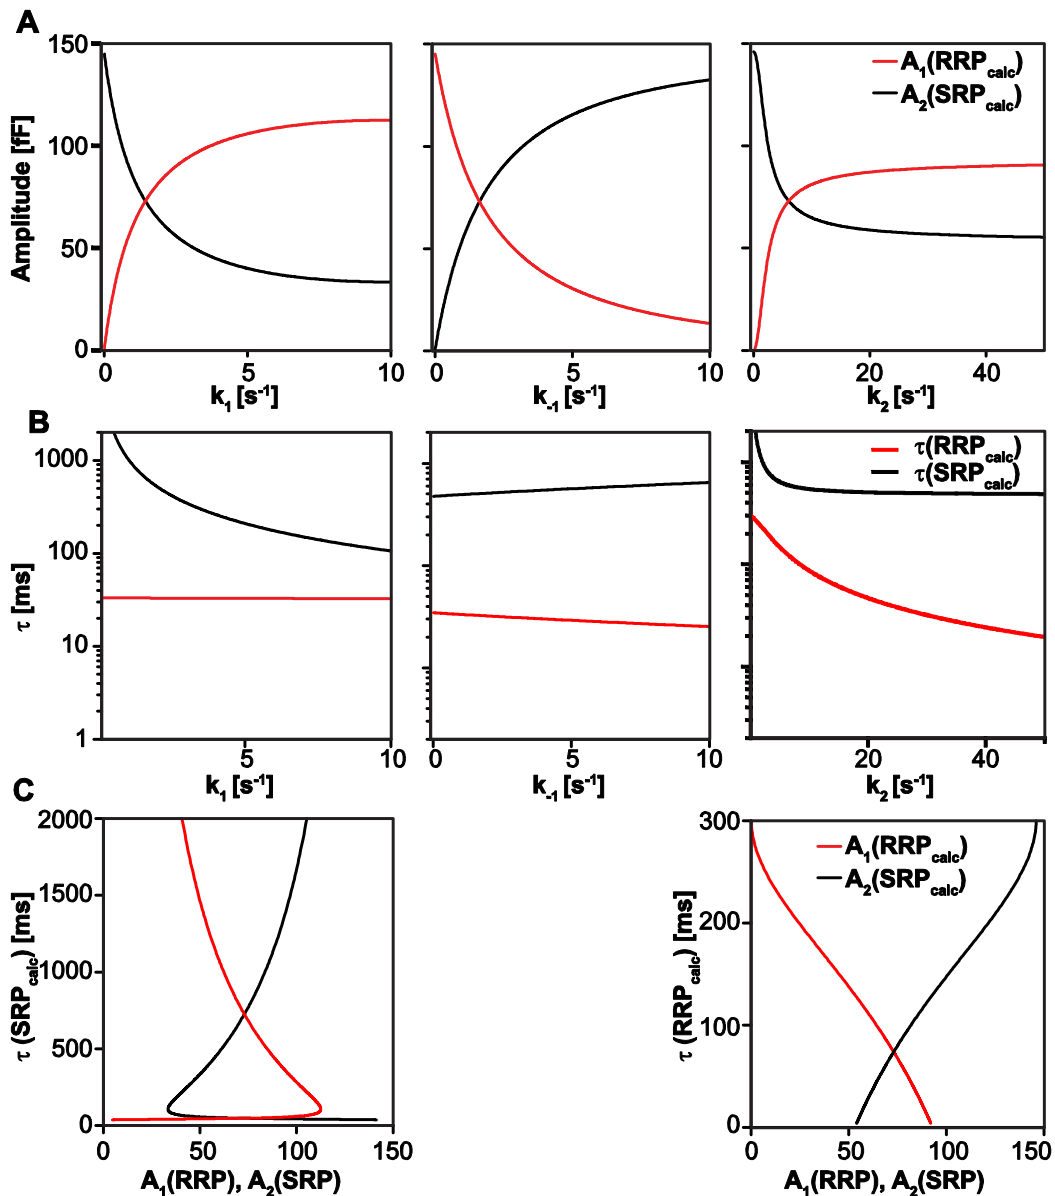 A
150
100
50
0
Amplitude [fF]
0 5 10
k1 [s-1]
0 5 10
k-1 [s-1]
A1(RRPcalc)
A2(SRPcalc)
0 20 40
k2 [s-1]
B
1000
100
10
1
τ [ms]
5 10
k1 [s-1]
0 5 10
k-1 [s-1]
τ(RRPcalc)
τ(SRPcalc)
0 20 40
k2 [s-1]
C
2000
1500
1000
500
0
τ (SRPcalc) [ms]
0 50 100 150
A1(RRP), A2(SRP)
300
200
100
0
τ (RRPcalc) [ms]
A1(RRPcalc)
A2(SRPcalc)
0 50 100 150
A1(RRP), A2(SRP)